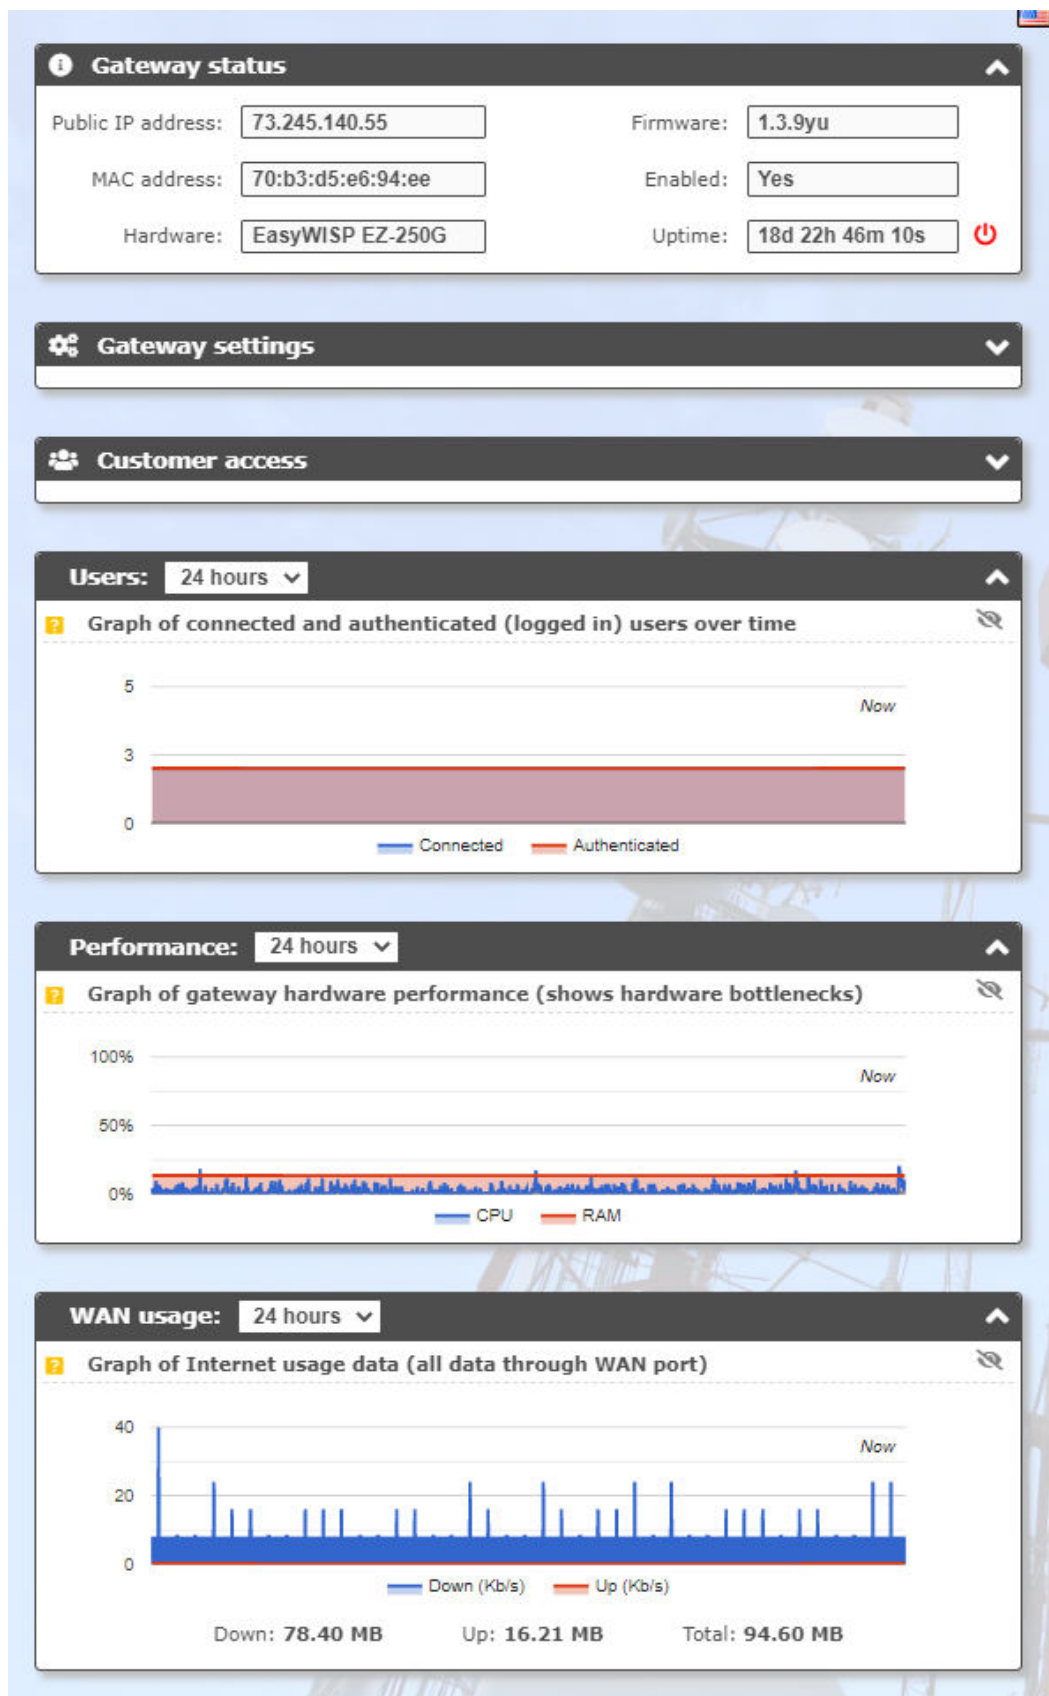 Gateway status
Public IP address: 73.245.140.55 Firmware: 1.3.9yu
MAC address: 70:b3:d5:e6:94:ee Enabled: Yes
Hardware: EasyWISP EZ-250G Uptime: 18d 22h 46m 10s
Gateway settings
Customer access
Users: 24 hours
? Graph of connected and authenticated (logged in) users over time
5
Now
3
0
Connected Authenticated
Performance: 24 hours
? Graph of gateway hardware performance (shows hardware bottlenecks)
100%
Now
50%
0%
CPU RAM
WAN usage: 24 hours
? Graph of Internet usage data (all data through WAN port)
40
Now
20
0
Down (Kb/s) Up (Kb/s)
Down: 78.40 MB Up: 16.21 MB Total: 94.60 MB